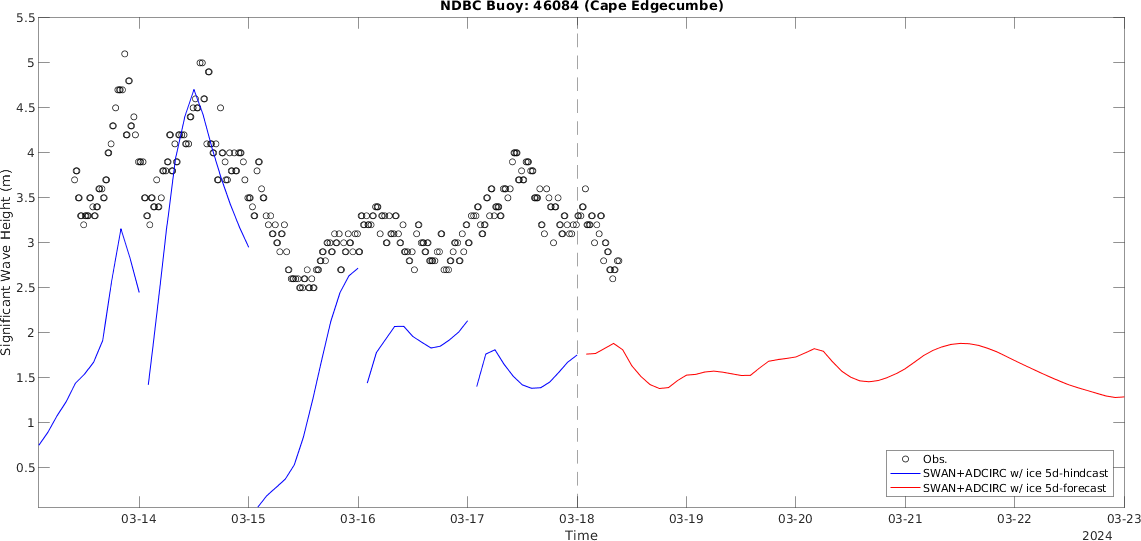 NDBC Buoy: 46084 (Cape Edgecumbe)
5.5
5
4.5
4
3.5
3
2.5
2
1.5
1
0.5
Significant Wave Height (m)
03-14 03-15 03-16 03-17 03-18 03-19 03-20 03-21 03-22 03-23
Time
2024
Obs.
SWAN+ADCIRC w/ ice 5d-hindcast
SWAN+ADCIRC w/ ice 5d-forecast